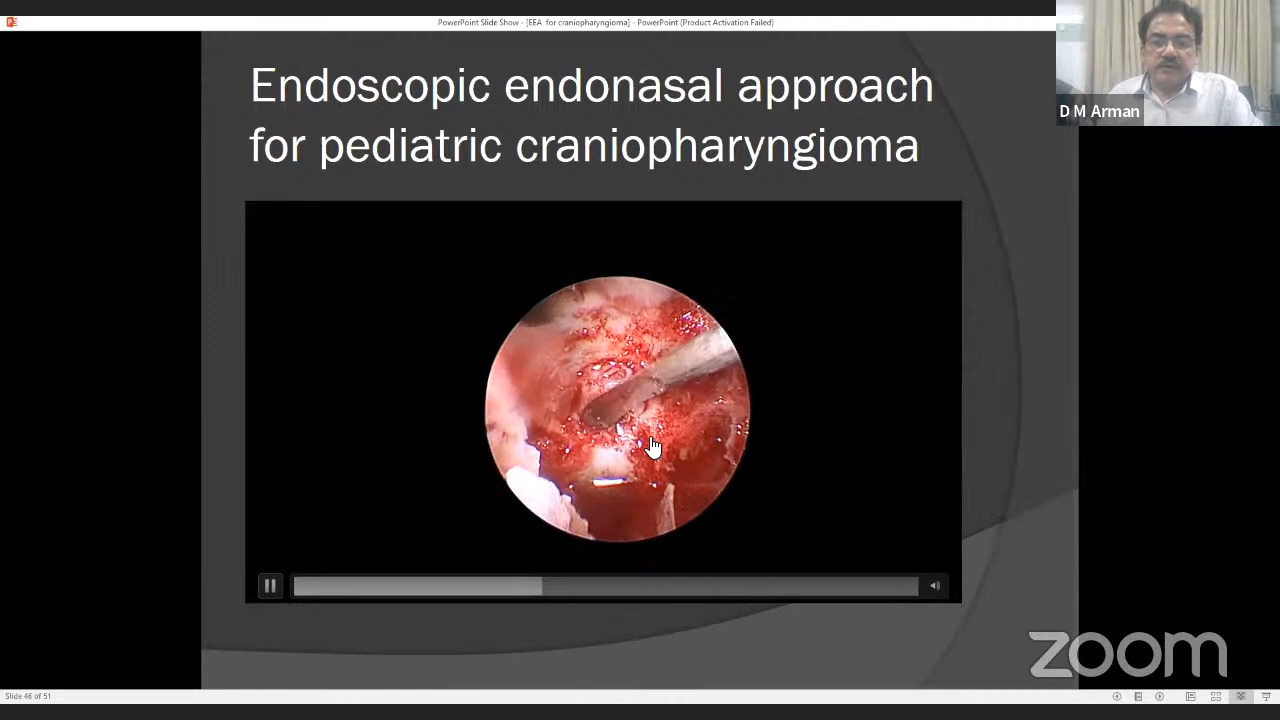 PowerPoint Slide Show - [EEA for craniopharyngioma] - PowerPoint (Product Activation Failed)
Endoscopic endonasal approach
for pediatric craniopharyngioma
D M Arman
zoom
Slide 46 of 51